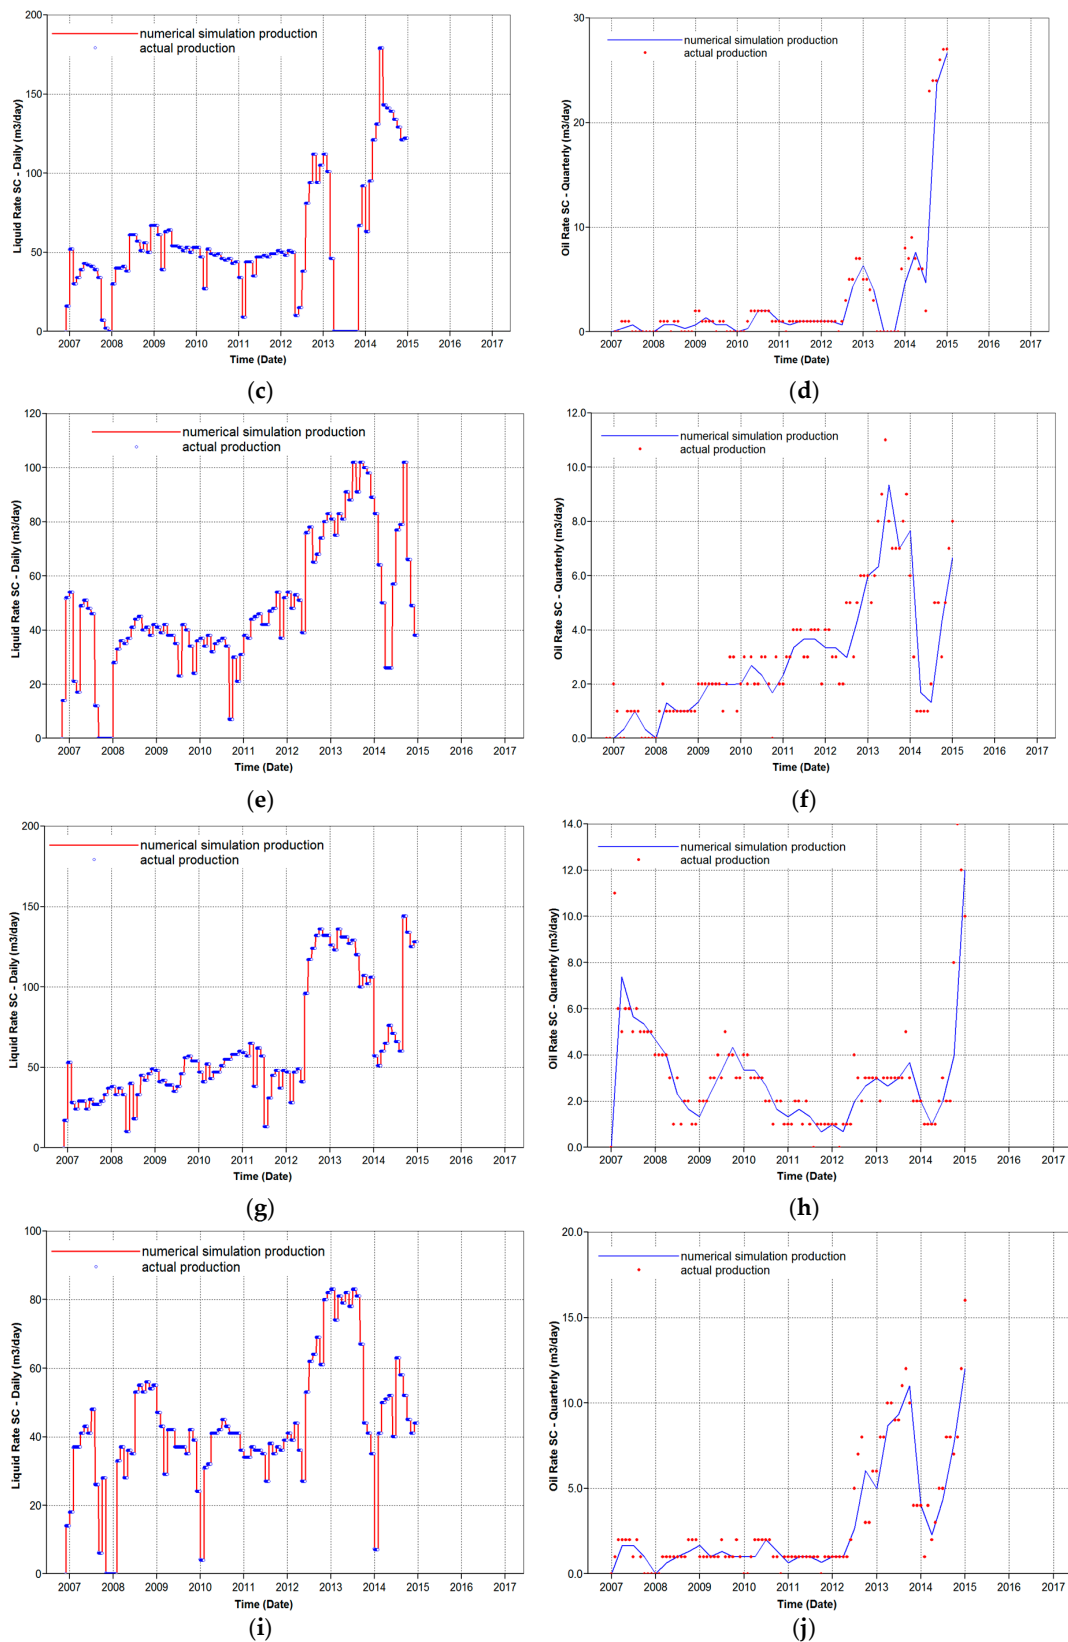 200
150
100
50
0
numerical simulation production
actual production
Liquid Rate SC - Daily (m3/day)
2007 2008 2009 2010 2011 2012 2013 2014 2015 2016 2017
Time (Date)
(c)
30
20
10
0
numerical simulation production
actual production
Oil Rate SC - Quarterly (m3/day)
2007 2008 2009 2010 2011 2012 2013 2014 2015 2016 2017
Time (Date)
(d)
120
100
80
60
40
20
0
numerical simulation production
actual production
Liquid Rate SC - Daily (m3/day)
2007 2008 2009 2010 2011 2012 2013 2014 2015 2016 2017
Time (Date)
(e)
12.0
10.0
8.0
6.0
4.0
2.0
0.0
numerical simulation production
actual production
Oil Rate SC - Quarterly (m3/day)
2007 2008 2009 2010 2011 2012 2013 2014 2015 2016 2017
Time (Date)
(f)
200
150
100
50
0
numerical simulation production
actual production
Liquid Rate SC - Daily (m3/day)
2007 2008 2009 2010 2011 2012 2013 2014 2015 2016 2017
Time (Date)
(g)
14.0
12.0
10.0
8.0
6.0
4.0
2.0
0.0
numerical simulation production
actual production
Oil Rate SC - Quarterly (m3/day)
2007 2008 2009 2010 2011 2012 2013 2014 2015 2016 2017
Time (Date)
(h)
100
80
60
40
20
0
numerical simulation production
actual production
Liquid Rate SC - Daily (m3/day)
2007 2008 2009 2010 2011 2012 2013 2014 2015 2016 2017
Time (Date)
(i)
20.0
15.0
10.0
5.0
0.0
numerical simulation production
actual production
Oil Rate SC - Quarterly (m3/day)
2007 2008 2009 2010 2011 2012 2013 2014 2015 2016 2017
Time (Date)
(j)